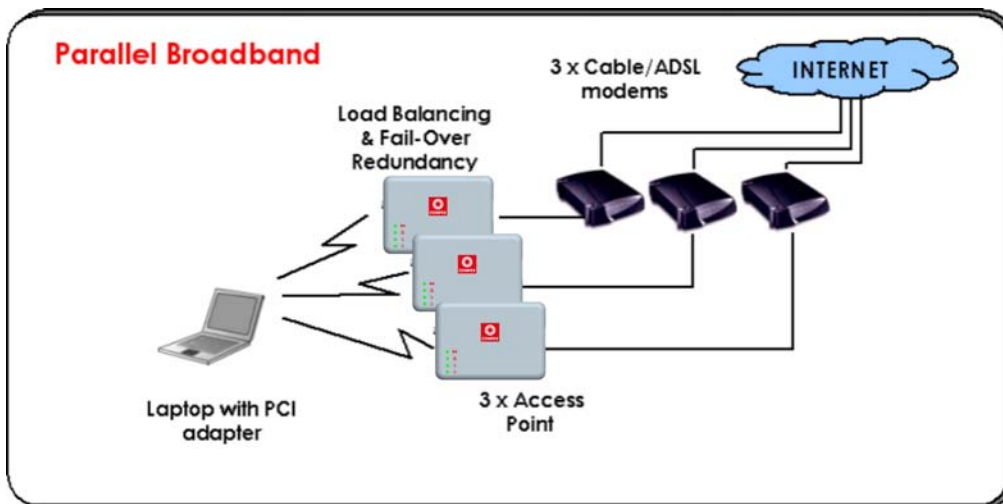 Parallel Broadband
3 x Cable/ADSL
modems
INTERNET
Load Balancing
& Fail-Over
Redundancy
Laptop with PCI
adapter
3 x Access
Point